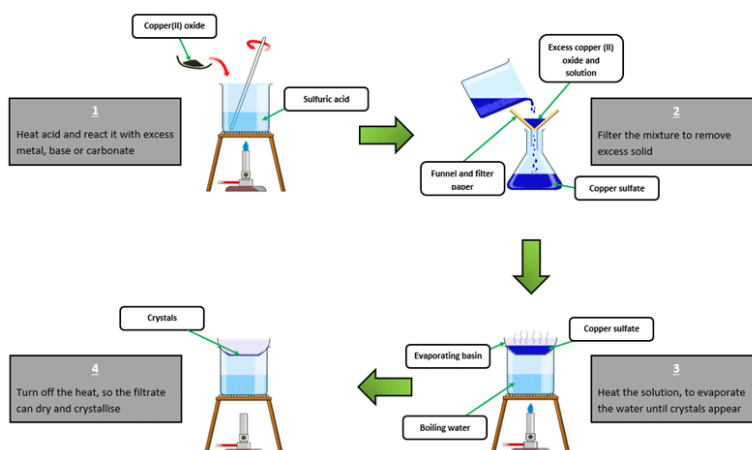 Copper(II) oxide
Sulfuric acid
1
Heat acid and react it with excess
metal, base or carbonate
Excess copper (II)
oxide and
solution
2
Filter the mixture to remove
excess solid
Funnel and filter
paper
Copper sulfate
Copper sulfate
Evaporating basin
3
Heat the solution, to evaporate
the water until crystals appear
Boiling water
Crystals
4
Turn off the heat, so the filtrate
can dry and crystallise